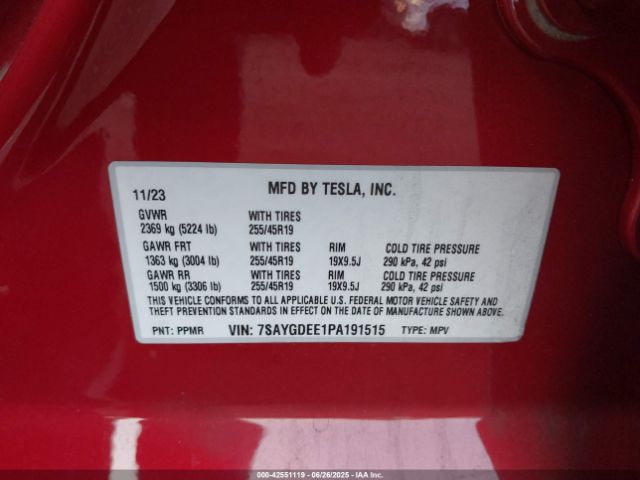 MFD BY TESLA, INC.
11/23
GVWR WITH TIRES
2369 kg (5224 lb) 255/45R19
GAWR FRT WITH TIRES RIM COLD TIRE PRESSURE
1363 kg (3004 lb) 255/45R19 19X9.5J 290 kPa, 42 psi
GAWR RR WITH TIRES RIM COLD TIRE PRESSURE
1500 kg (3306 lb) 255/45R19 19X9.5J 290 kPa, 42 psi
THIS VEHICLE CONFORMS TO ALL APPLICABLE U.S. FEDERAL MOTOR VEHICLE SAFETY AND
THEFT PREVENTION STANDARDS IN EFFECT ON THE DATE OF MANUFACTURE SHOWN ABOVE.
PNT: PPMR VIN: 7SAYGDEE1PA191515 TYPE: MPV
000-42551119 | 06/26/2025 | IAA Inc.